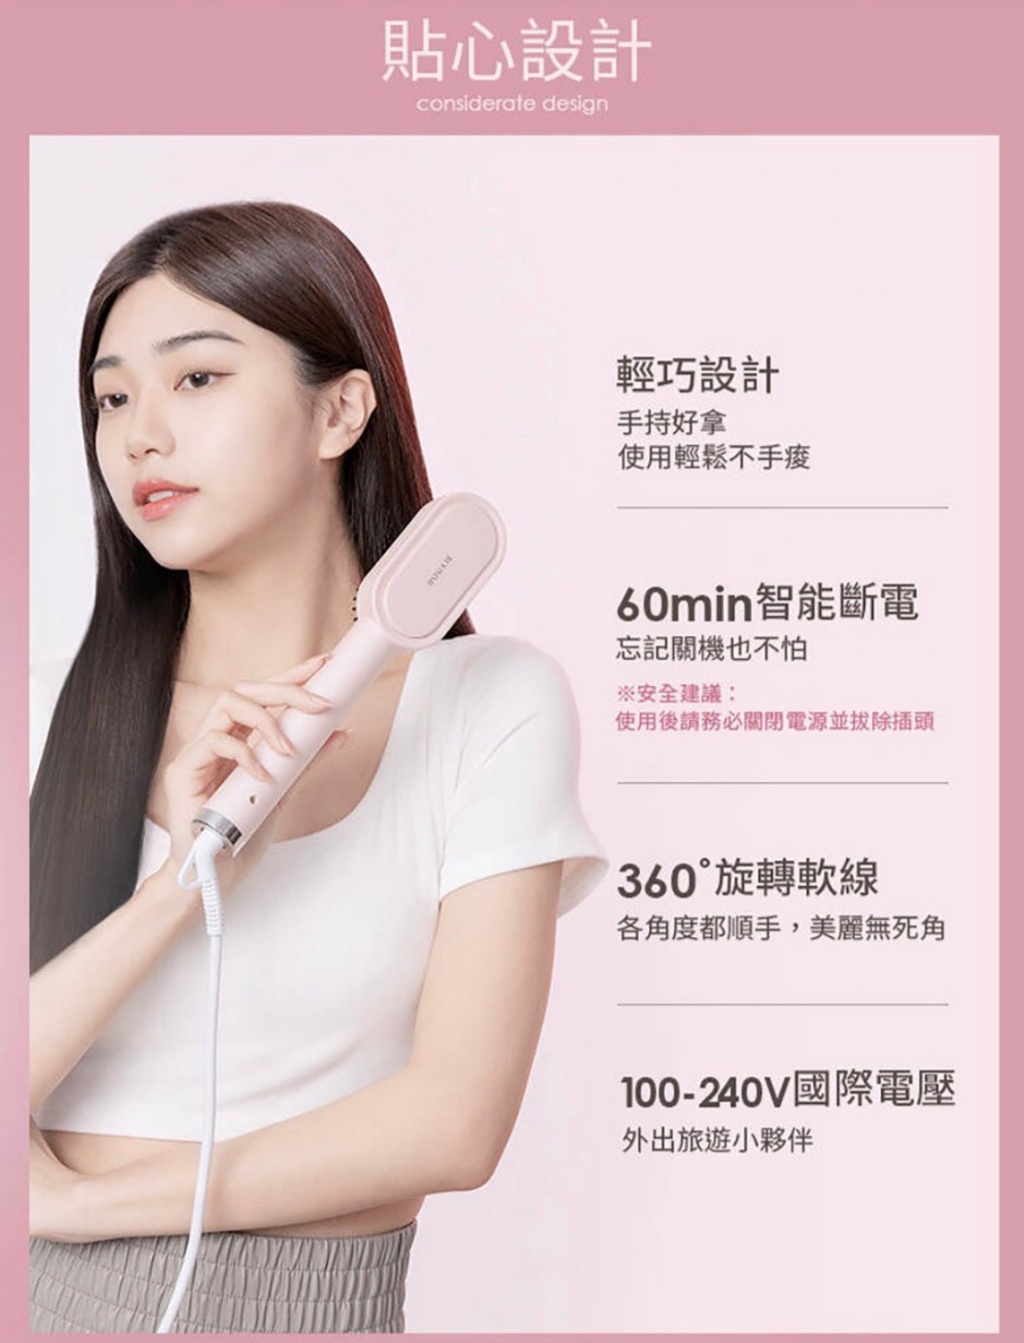 貼心設計
considerate design
輕巧設計
手持好拿
使用輕鬆不手痠
60min智能斷電
忘記關機也不怕
※安全建議：
使用後請務必關閉電源並拔除插頭
360°旋轉軟線
各角度都順手，美麗無死角
100-240V國際電壓
外出旅遊小夥伴